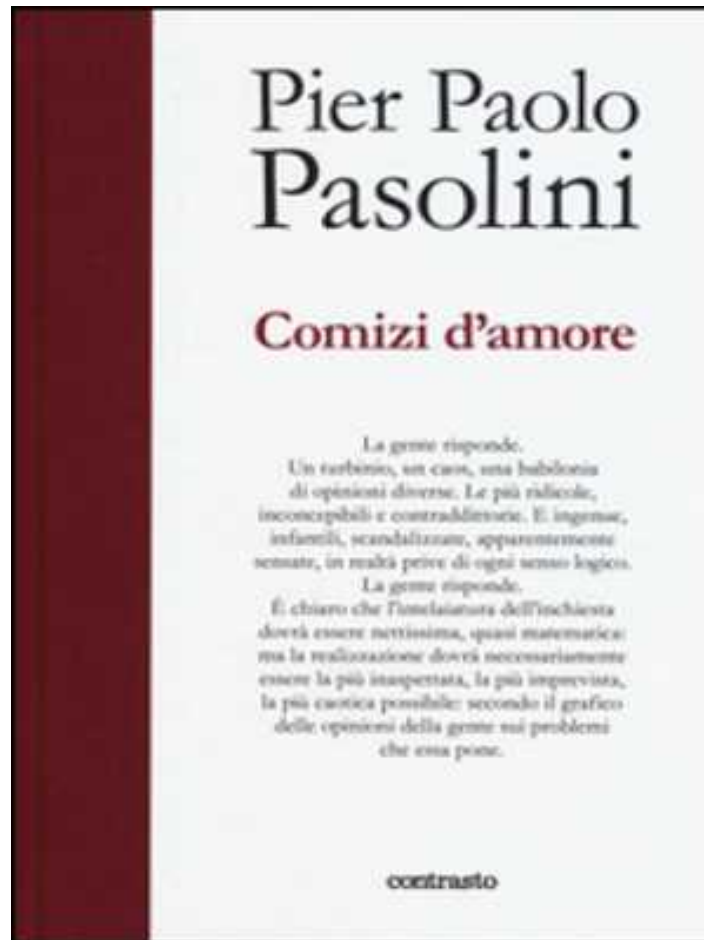 Pier Paolo
Pasolini
Comizi d'amore
La gente risponde.
Un turbinio, un caos, una babilonia
di opinioni diverse. Le più ridicole,
inconcepibili e contraddittorie. E ingenue,
infantili, scandalizzate, apparentemente
sensate, in realtà prive di ogni senso logico.
La gente risponde.
È chiaro che l'intelaiatura dell'inchiesta
dovrà essere nettissima, quasi matematica:
ma la realizzazione dovrà necessariamente
essere la più inaspettata, la più imprevista,
la più caotica possibile: secondo il grafico
delle opinioni della gente sui problemi
che essa pone.
contrasto